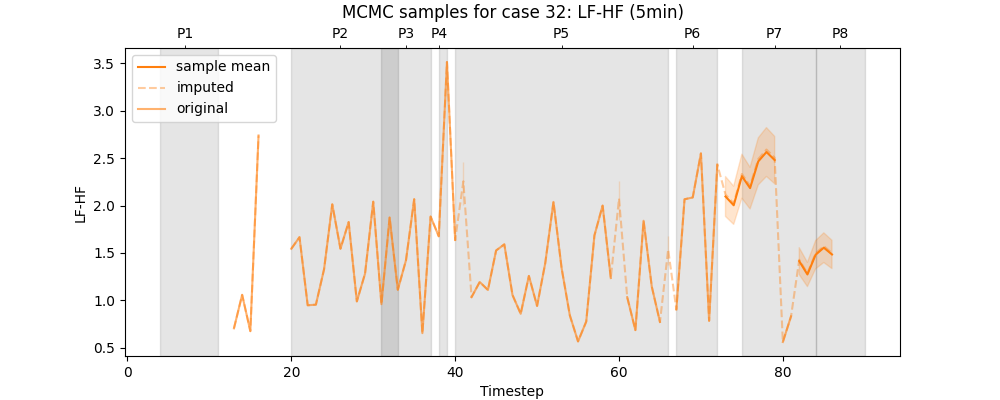 MCMC samples for case 32: LF-HF (5min)
P1 P2 P3 P4 P5 P6 P7 P8
sample mean
imputed
original
3.5
3.0
2.5
2.0
1.5
1.0
0.5
LF-HF
0 20 40 60 80
Timestep